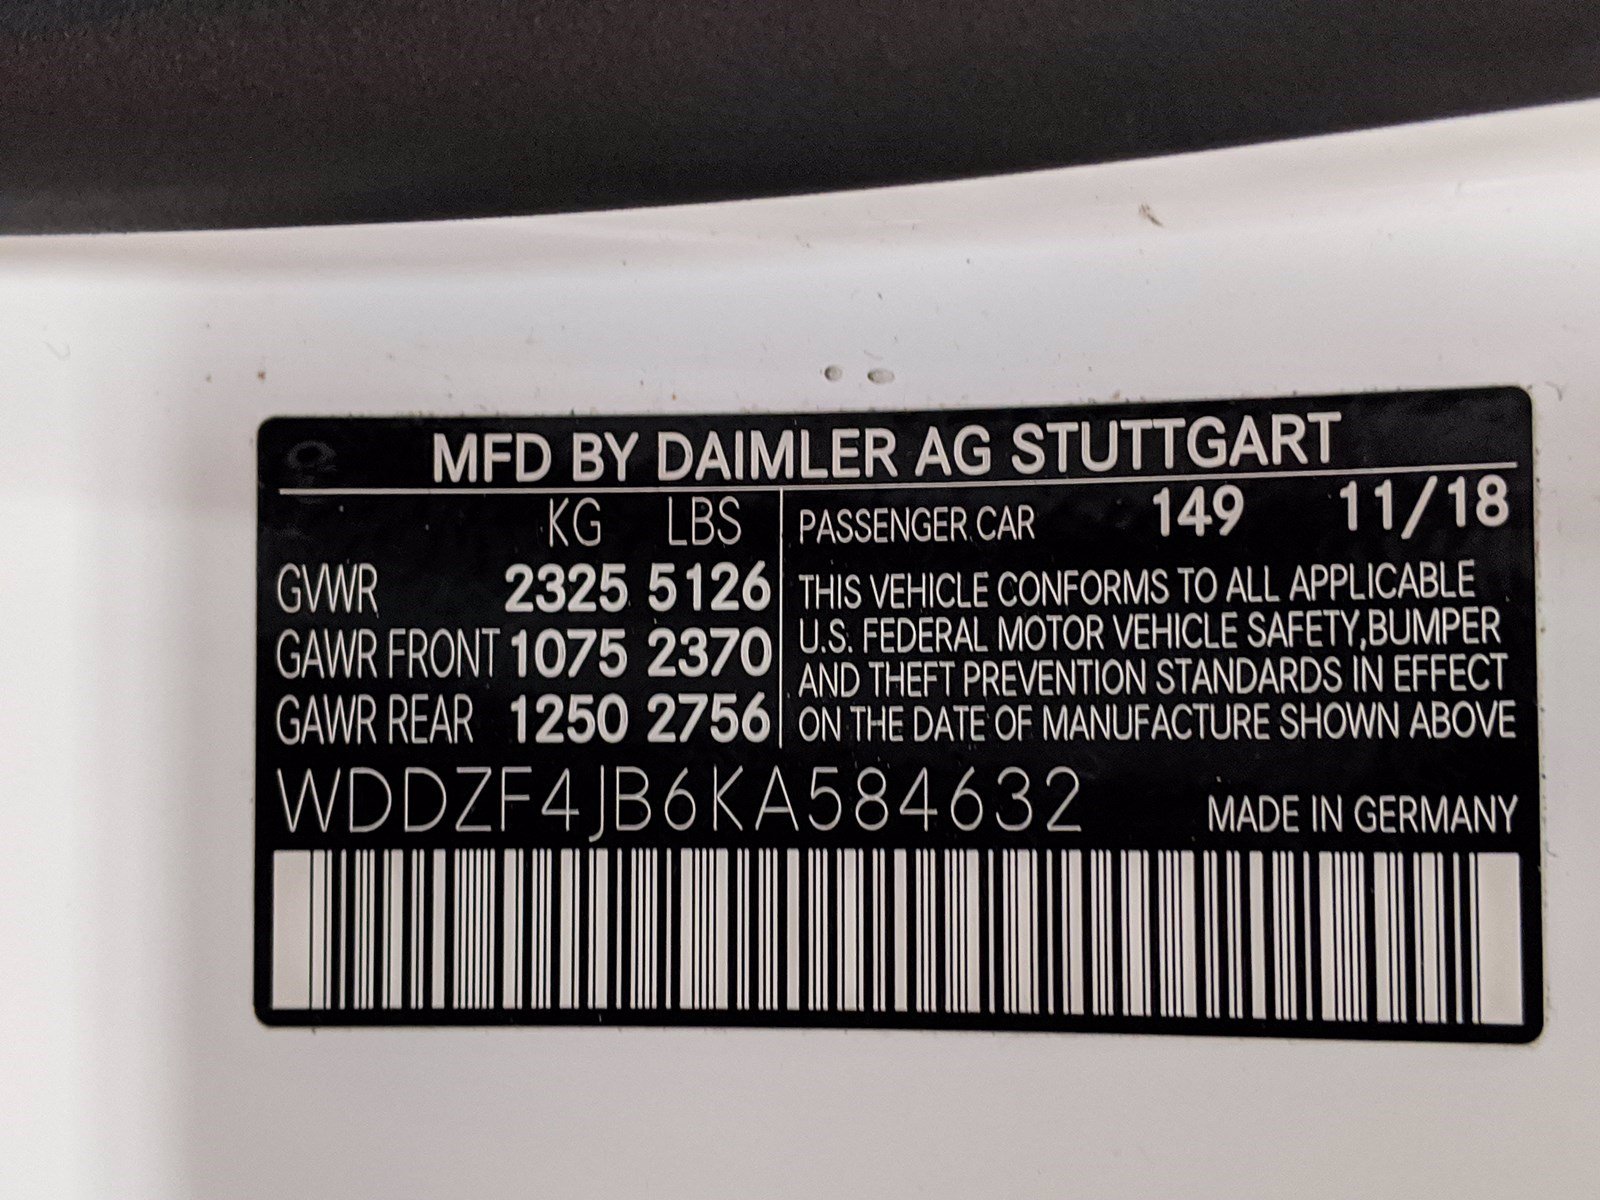 MFD BY DAIMLER AG STUTTGART
KG LBS
GVWR 2325 5126
GAWR FRONT 1075 2370
GAWR REAR 1250 2756
PASSENGER CAR 149 11/18
THIS VEHICLE CONFORMS TO ALL APPLICABLE
U.S. FEDERAL MOTOR VEHICLE SAFETY,BUMPER
AND THEFT PREVENTION STANDARDS IN EFFECT
ON THE DATE OF MANUFACTURE SHOWN ABOVE
WDDZF4JB6KA584632
MADE IN GERMANY